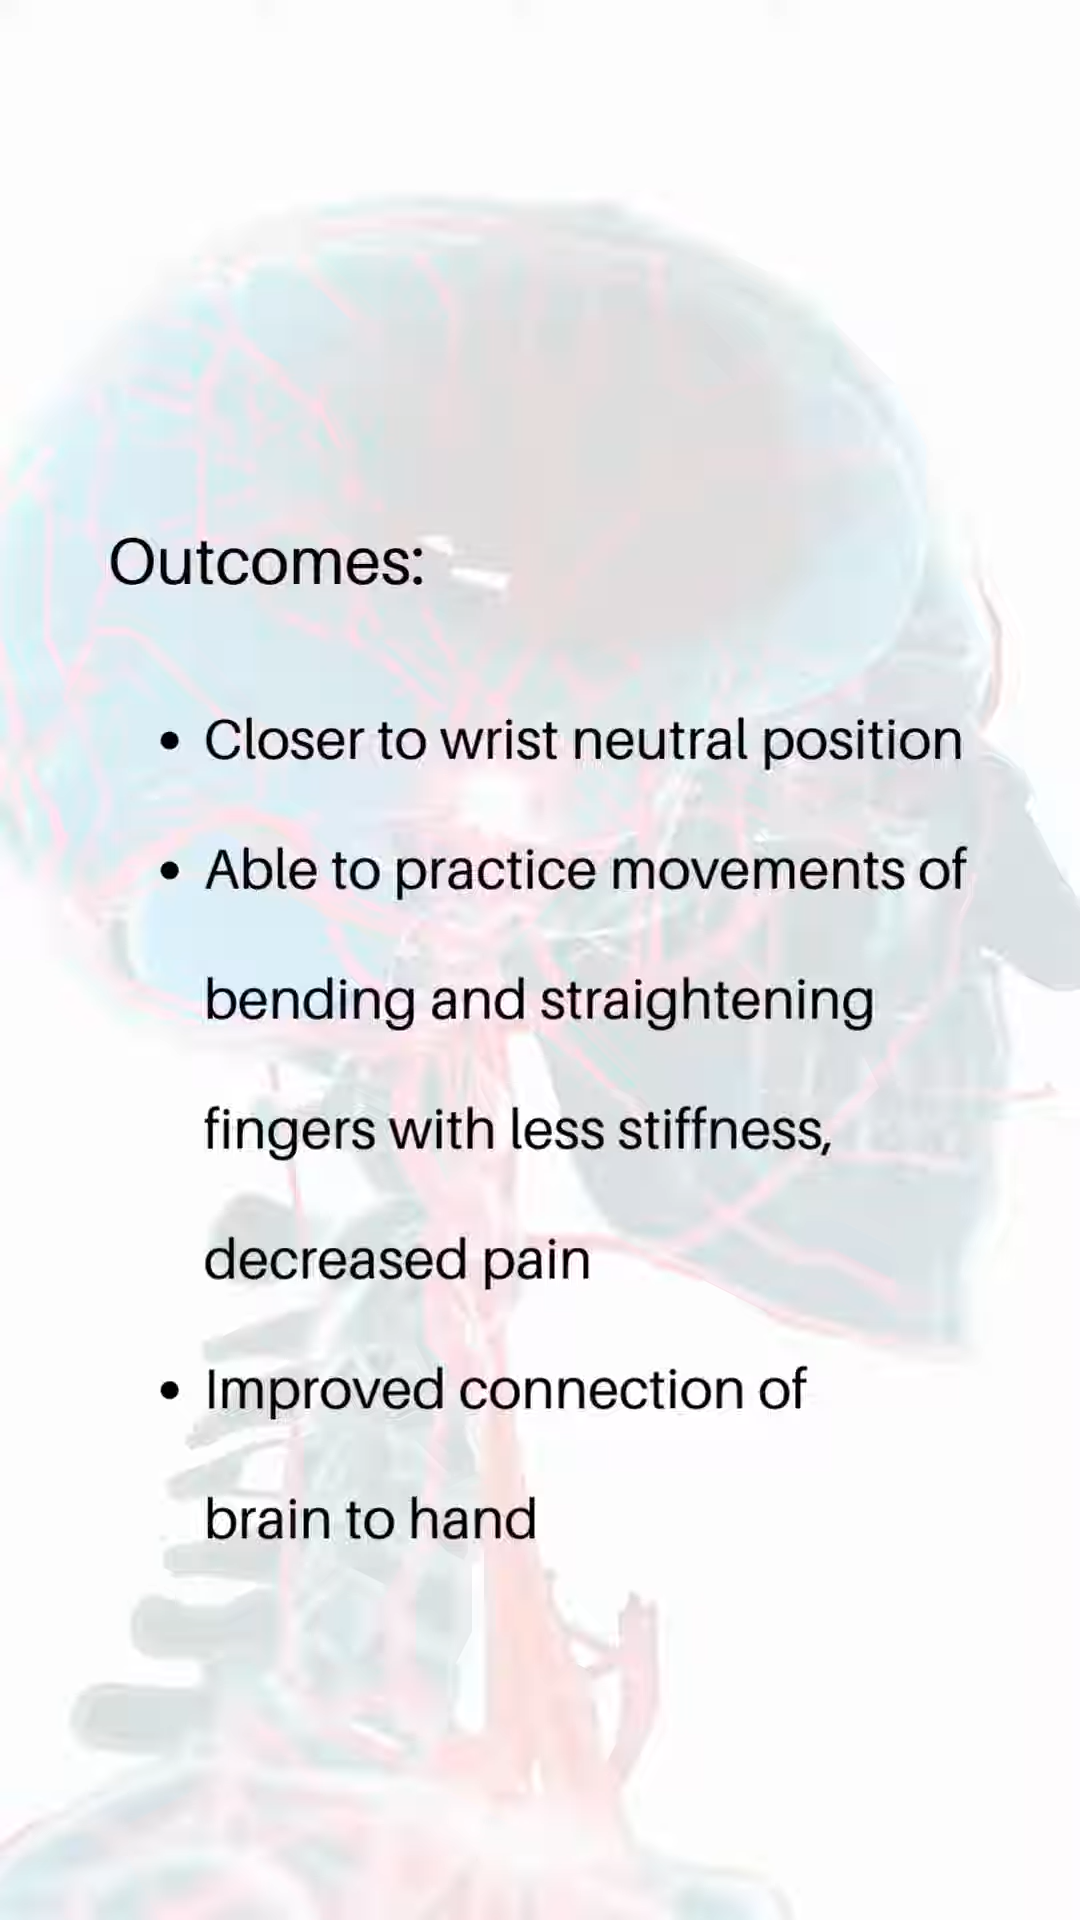 Outcomes:
• Closer to wrist neutral position
• Able to practice movements of
bending and straightening
fingers with less stiffness,
decreased pain
• Improved connection of
brain to hand